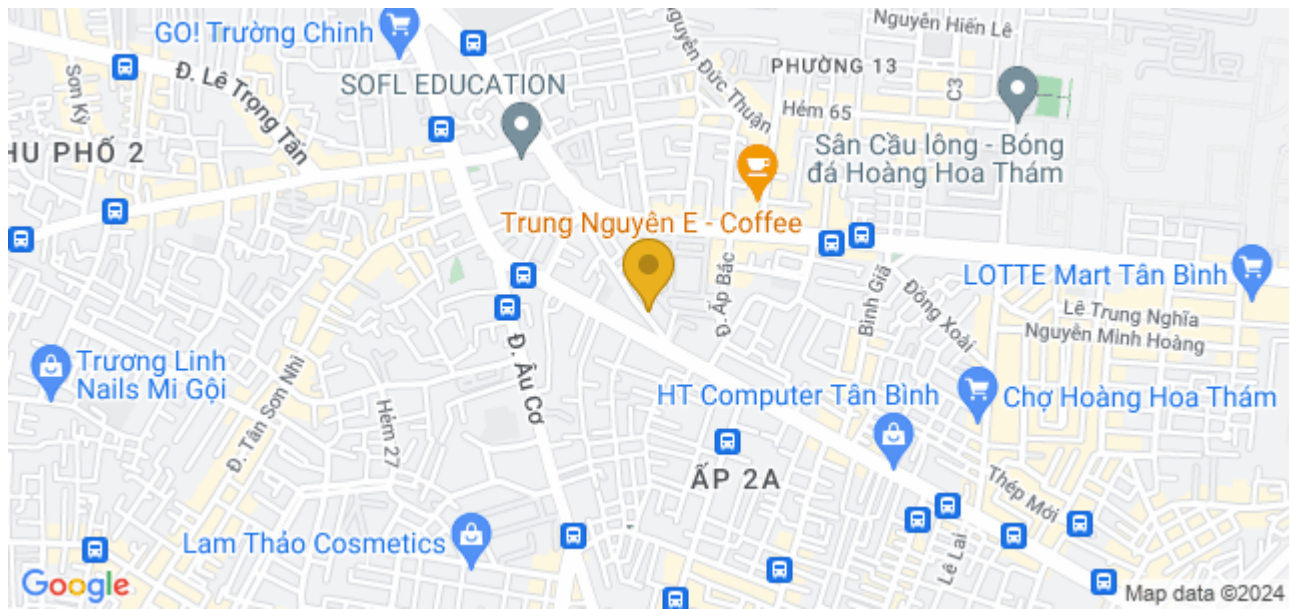 GO! Trường Chinh
Nguyễn Hiến Lê
Sơn Kỳ
Đ. Lê Trọng Tấn
SOFL EDUCATION
Nguyễn Đức Thuận
PHƯỜNG 13
C3
Hẻm 65
HU PHỐ 2
Sân Cầu lông - Bóng
đá Hoàng Hoa Thám
Trung Nguyên E - Coffee
Đ. Ấp Bắc
Bình Giã
Đồng Xoài
LOTTE Mart Tân Bình
Lê Trung Nghĩa
Nguyễn Minh Hoàng
Trương Linh
Nails Mi Gội
Đ. Âu Cơ
Đ. Tân Sơn Nhì
Hẻm 27
HT Computer Tân Bình
Chợ Hoàng Hoa Thám
ẤP 2A
Thép Mới
Lam Thảo Cosmetics
Lê Lai
Google
Map data ©2024